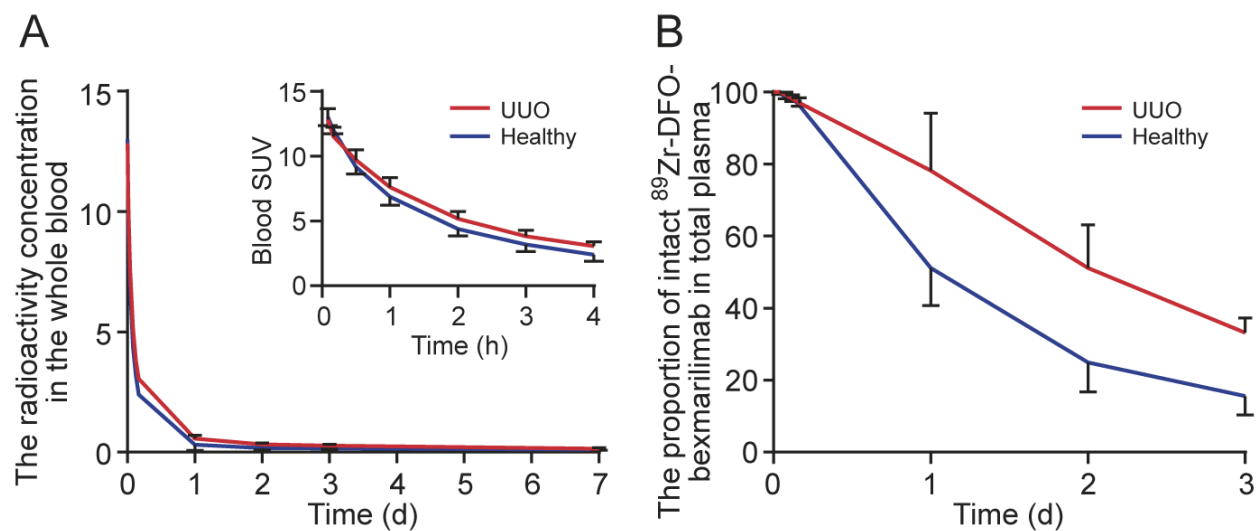 A
The radioactivity concentration
in the whole blood
15
10
5
0
0 1 2 3 4 5 6 7
Time (d)
Blood SUV
15
10
5
0
0 1 2 3 4
Time (h)
UUO
Healthy
B
The proportion of intact ⁸⁹Zr-DFO-
bexmarilimab in total plasma
100
80
60
40
20
0
0 1 2 3
Time (d)
UUO
Healthy